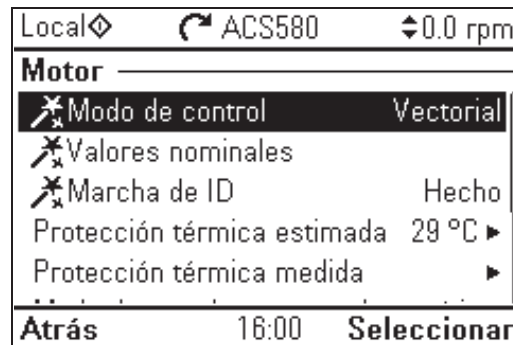 Local ACS580 0.0 rpm
Motor
Modo de control Vectorial
Valores nominales
Marcha de ID Hecho
Protección térmica estimada 29 °C
Protección térmica medida
Atrás 16:00 Seleccionar